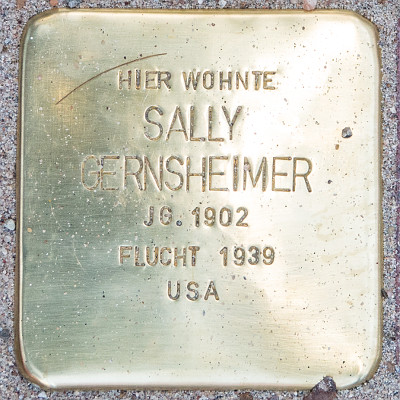 HIER WOHNTE
SALLY
GERNSHEIMER
JG. 1902
FLUCHT 1939
USA